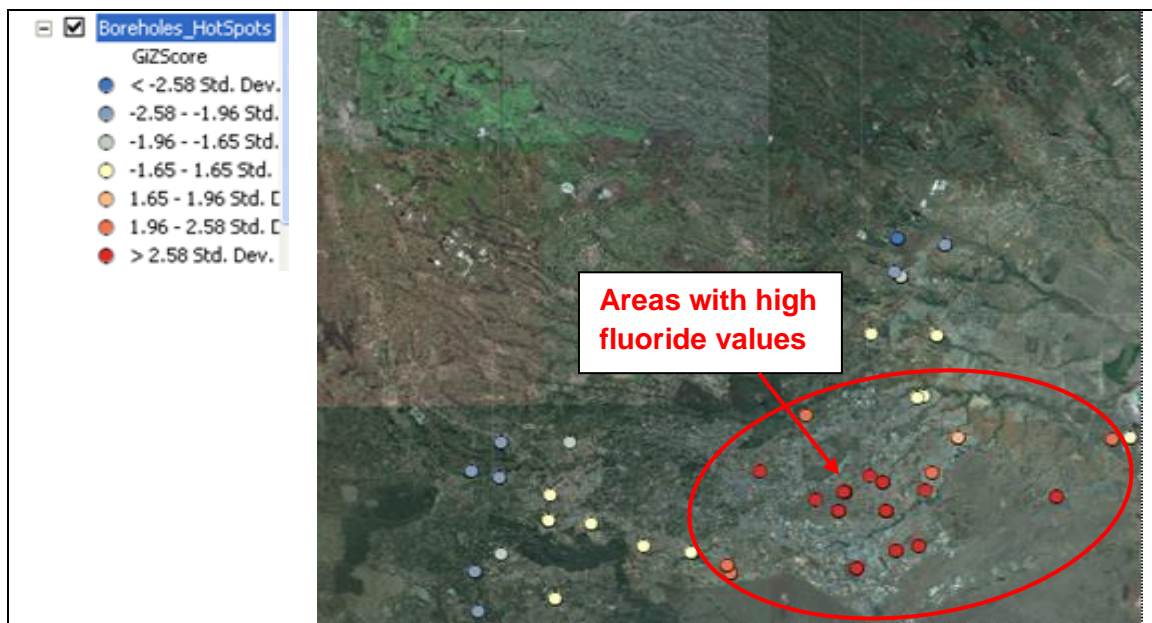 Boreholes_HotSpots
GiZScore
< -2.58 Std. Dev.
-2.58 - -1.96 Std.
-1.96 - -1.65 Std.
-1.65 - 1.65 Std.
1.65 - 1.96 Std. D
1.96 - 2.58 Std. D
> 2.58 Std. Dev.
Areas with high
fluoride values